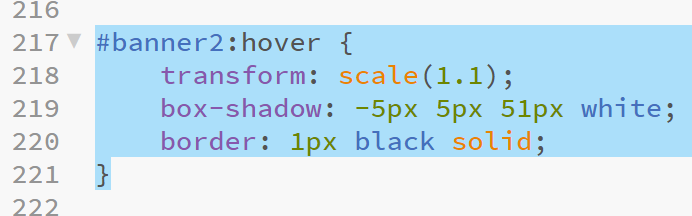 216
217 #banner2:hover {
218 transform: scale(1.1);
219 box-shadow: -5px 5px 51px white;
220 border: 1px black solid;
221 }
222